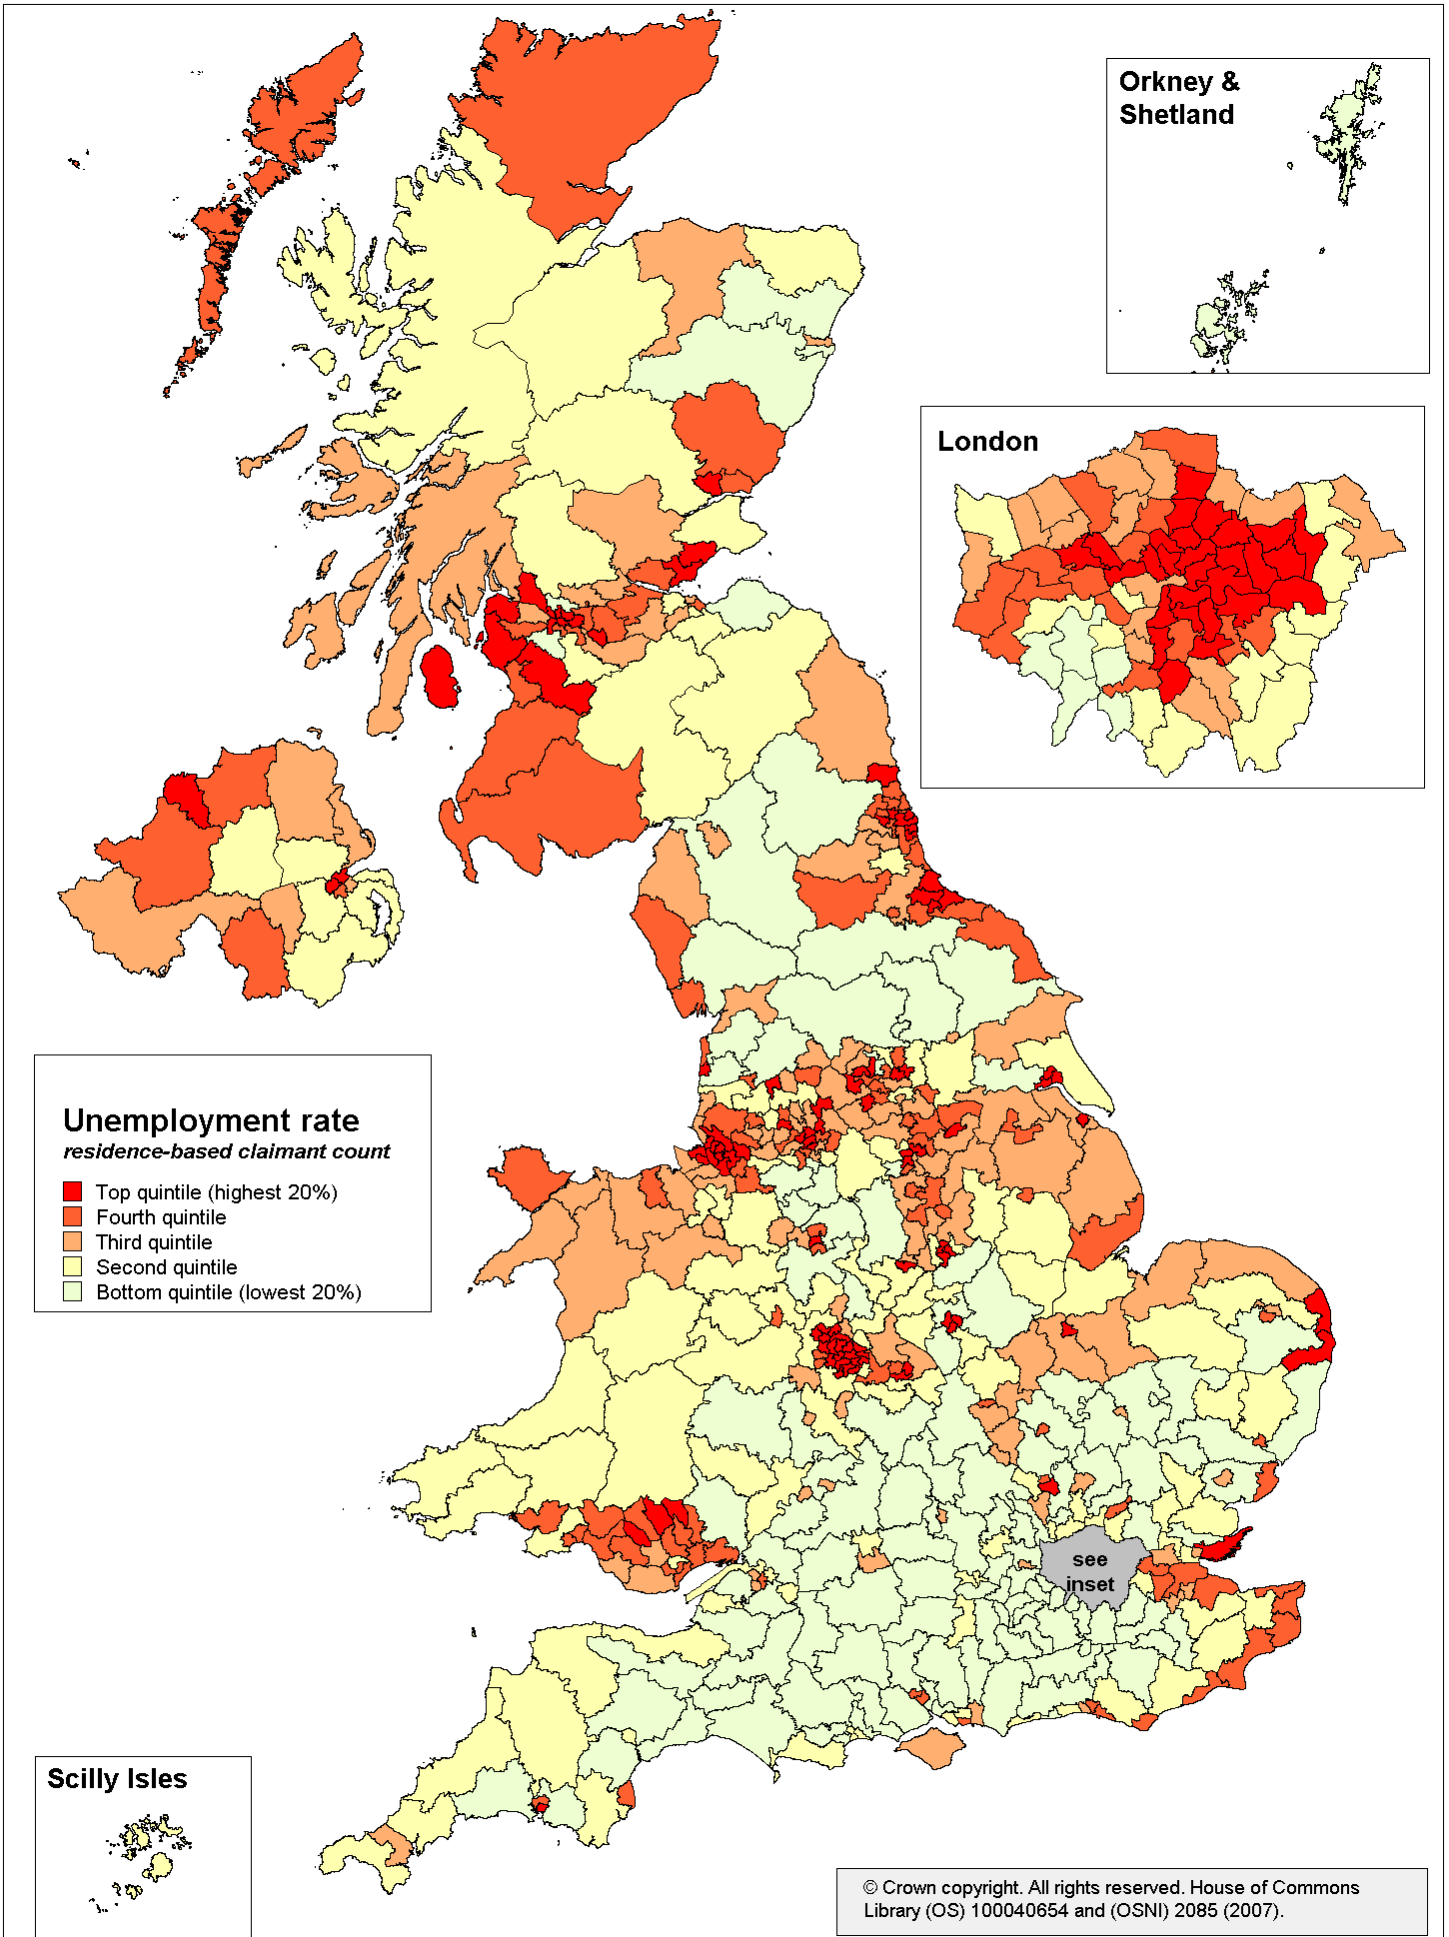 Orkney &
Shetland
London
Unemployment rate
residence-based claimant count
Top quintile (highest 20%)
Fourth quintile
Third quintile
Second quintile
Bottom quintile (lowest 20%)
see
inset
Scilly Isles
© Crown copyright. All rights reserved. House of Commons
Library (OS) 100040654 and (OSNI) 2085 (2007).